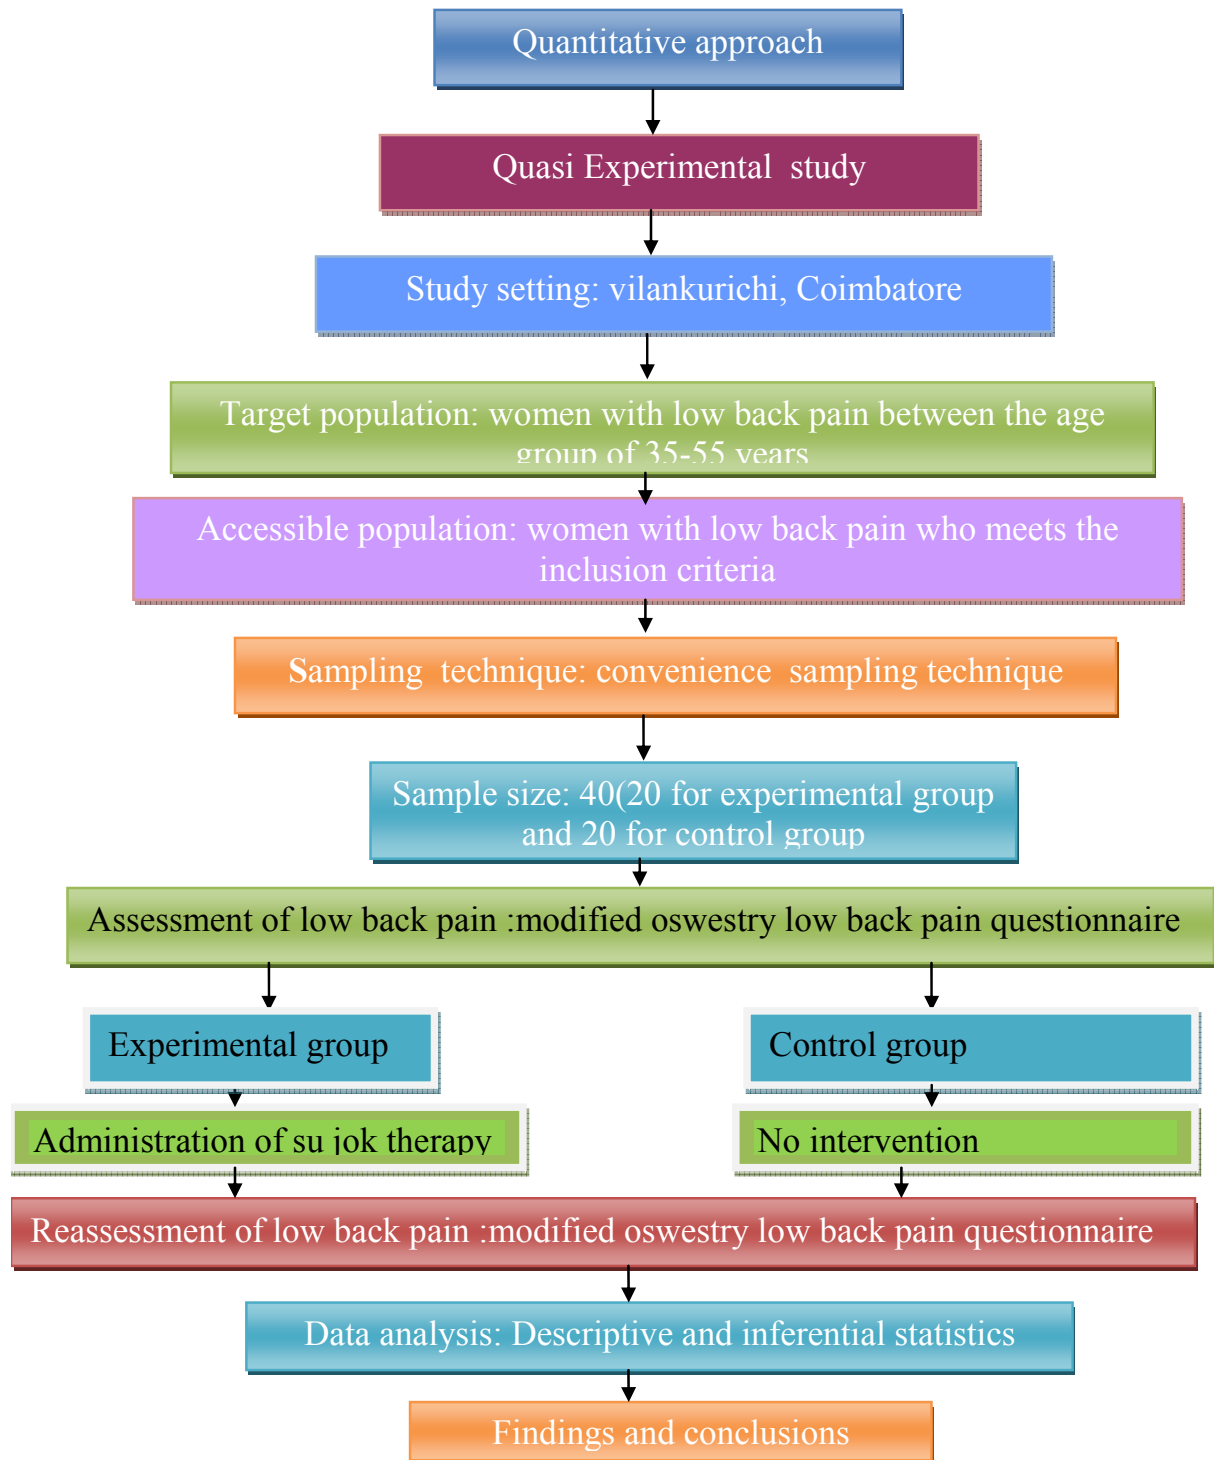 Quantitative approach
Quasi Experimental study
Study setting: vilankurichi, Coimbatore
Target population: women with low back pain between the age
group of 35-55 years
Accessible population: women with low back pain who meets the
inclusion criteria
Sampling technique: convenience sampling technique
Sample size: 40(20 for experimental group
and 20 for control group
Assessment of low back pain :modified oswestry low back pain questionnaire
Experimental group
Control group
Administration of su jok therapy
No intervention
Reassessment of low back pain :modified oswestry low back pain questionnaire
Data analysis: Descriptive and inferential statistics
Findings and conclusions